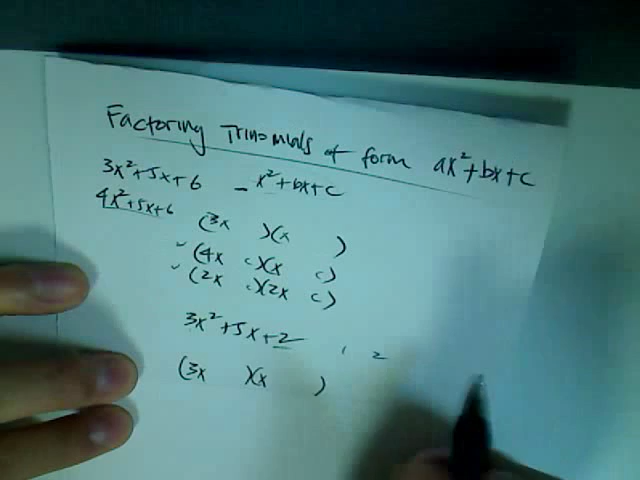 Factoring Trinomials of form ax²+bx+c
3x²+5x+6 _ x²+bx+c
4x²+5x+6
(3x )(x )
(4x )(x )
(2x )(2x )
3x²+5x+2 1 2
(3x )(x )